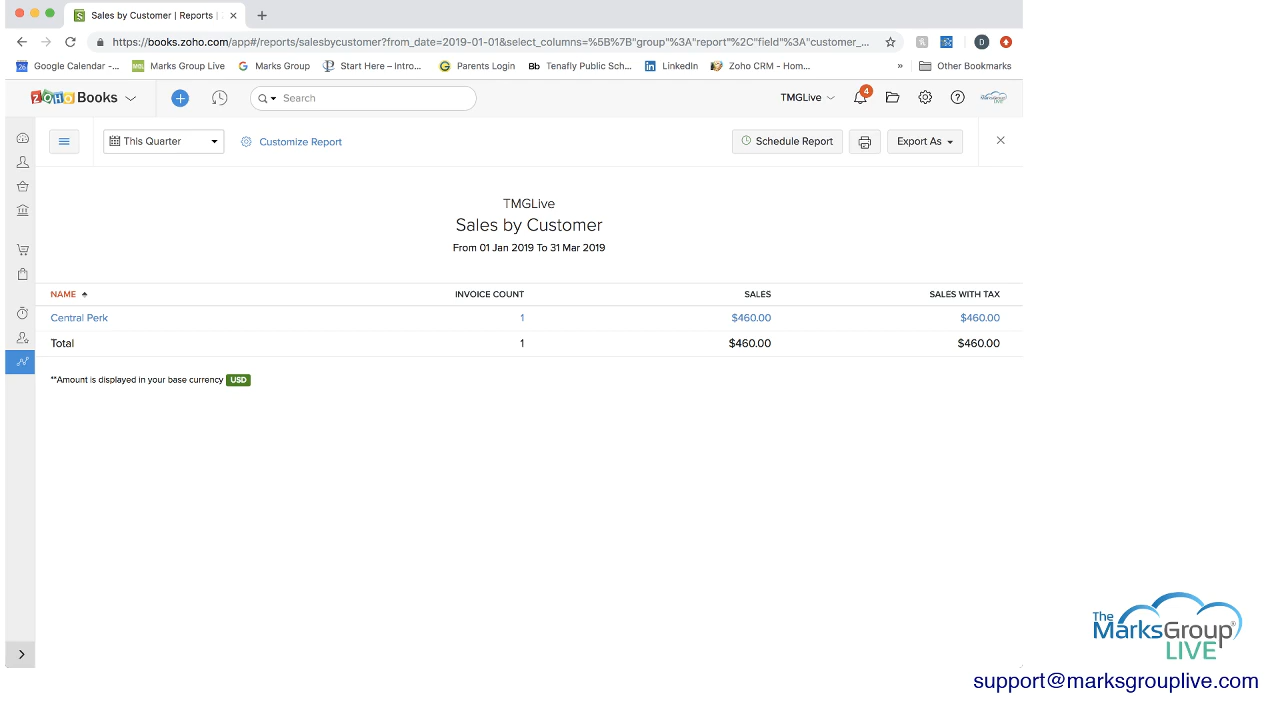 Sales by Customer | Reports |
https://books.zoho.com/app#/reports/salesbycustomer?from_date=2019-01-01&select_columns=%5B%7B"group"%3A"report"%2C"field"%3A"customer_...
D
26 Google Calendar -... Marks Group Live G Marks Group Start Here – Intro... G Parents Login Bb Tenafly Public Sch... in LinkedIn Zoho CRM - Hom... » Other Bookmarks
ZOHO Books Search TMGLive 4
This Quarter Customize Report Schedule Report Export As
TMGLive
Sales by Customer
From 01 Jan 2019 To 31 Mar 2019
NAME INVOICE COUNT SALES SALES WITH TAX
Central Perk 1 $460.00 $460.00
Total 1 $460.00 $460.00
**Amount is displayed in your base currency USD
The
MarksGroup®
LIVE
support@marksgrouplive.com